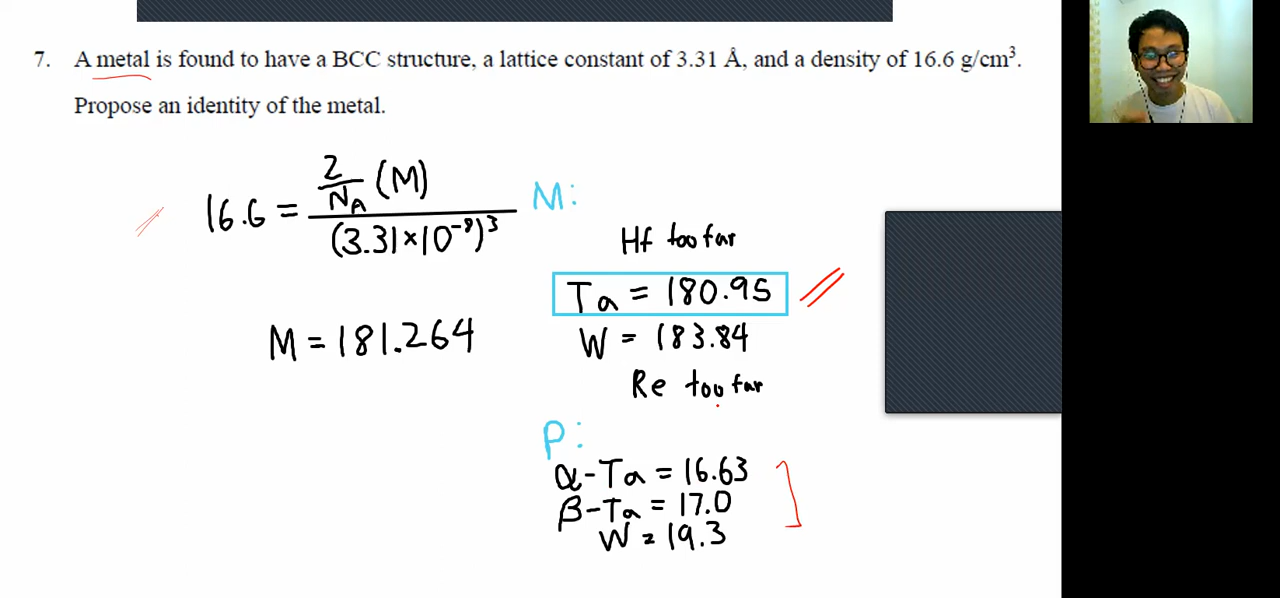 7. A metal is found to have a BCC structure, a lattice constant of 3.31 Å, and a density of 16.6 g/cm³.
Propose an identity of the metal.
16.6 = 2/N_A (M) / (3.31×10⁻⁸)³
M = 181.264
M:
Hf too far
Ta = 180.95
W = 183.84
Re too far
ρ:
α-Ta = 16.63
β-Ta = 17.0
W = 19.3